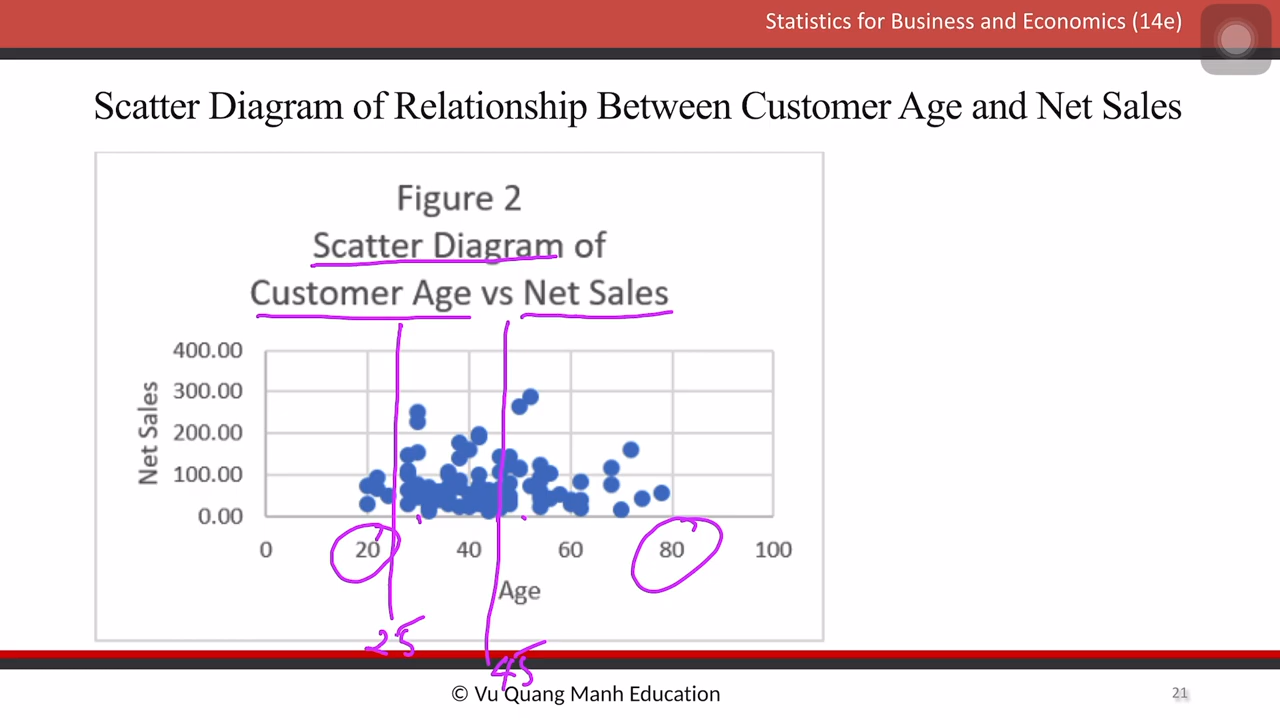 Statistics for Business and Economics (14e)
Scatter Diagram of Relationship Between Customer Age and Net Sales
Figure 2
Scatter Diagram of
Customer Age vs Net Sales
400.00
300.00
200.00
100.00
0.00
Net Sales
0 20 40 60 80 100
Age
25
45
© Vu Quang Manh Education
21